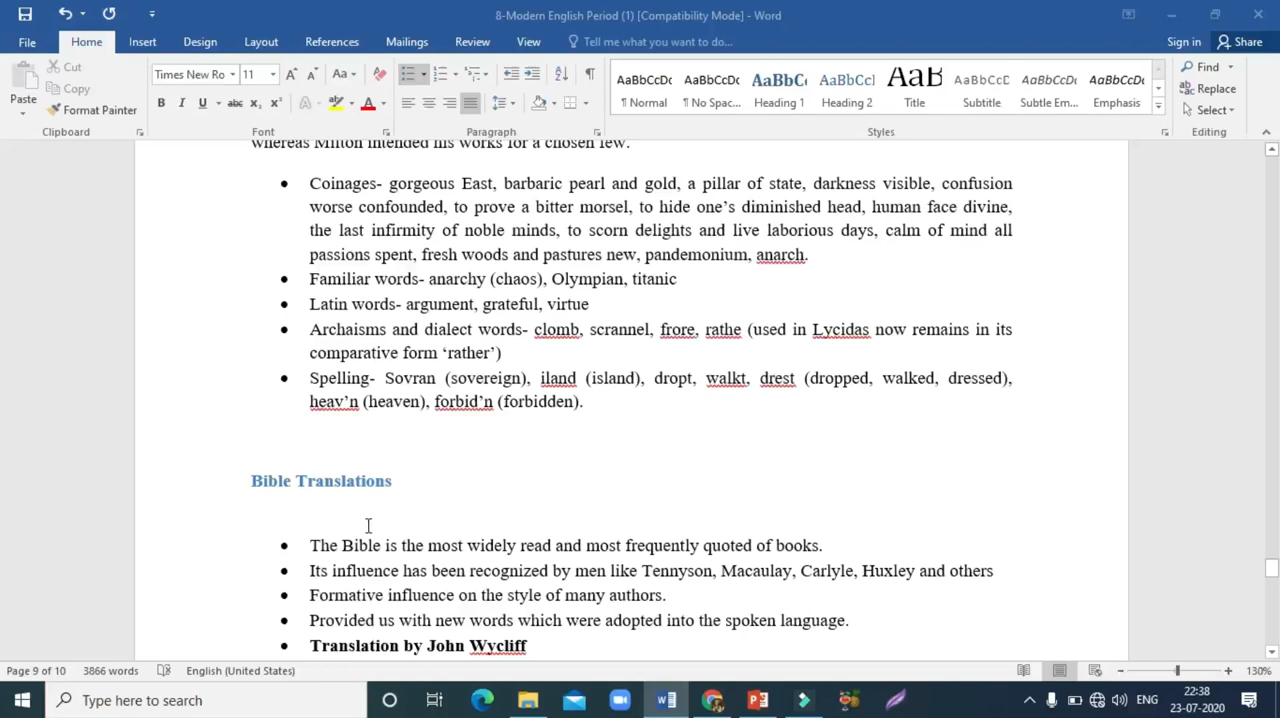 8-Modern English Period (1) [Compatibility Mode] - Word
File Home Insert Design Layout References Mailings Review View Tell me what you want to do... Sign in Share
Cut
Copy
Format Painter
Paste
Clipboard
Times New Ro 11
Font
Paragraph
AaBbCcDc AaBbCcDc AaBbC AaBbCcl AaB AaBbCcD AaBbCcDc AaBbCcDc
¶ Normal ¶ No Spac... Heading 1 Heading 2 Title Subtitle Subtle Em... Emphasis
Styles
Find
Replace
Select
Editing
whereas Milton intended his works for a chosen few.
• Coinages- gorgeous East, barbaric pearl and gold, a pillar of state, darkness visible, confusion
worse confounded, to prove a bitter morsel, to hide one’s diminished head, human face divine,
the last infirmity of noble minds, to scorn delights and live laborious days, calm of mind all
passions spent, fresh woods and pastures new, pandemonium, anarch.
• Familiar words- anarchy (chaos), Olympian, titanic
• Latin words- argument, grateful, virtue
• Archaisms and dialect words- clomb, scrannel, frore, rathe (used in Lycidas now remains in its
comparative form ‘rather’)
• Spelling- Sovran (sovereign), iland (island), dropt, walkt, drest (dropped, walked, dressed),
heav’n (heaven), forbid’n (forbidden).
Bible Translations
• The Bible is the most widely read and most frequently quoted of books.
• Its influence has been recognized by men like Tennyson, Macaulay, Carlyle, Huxley and others
• Formative influence on the style of many authors.
• Provided us with new words which were adopted into the spoken language.
• Translation by John Wycliff
Page 9 of 10 3866 words English (United States) 130%
Type here to search
ENG
22:38
23-07-2020